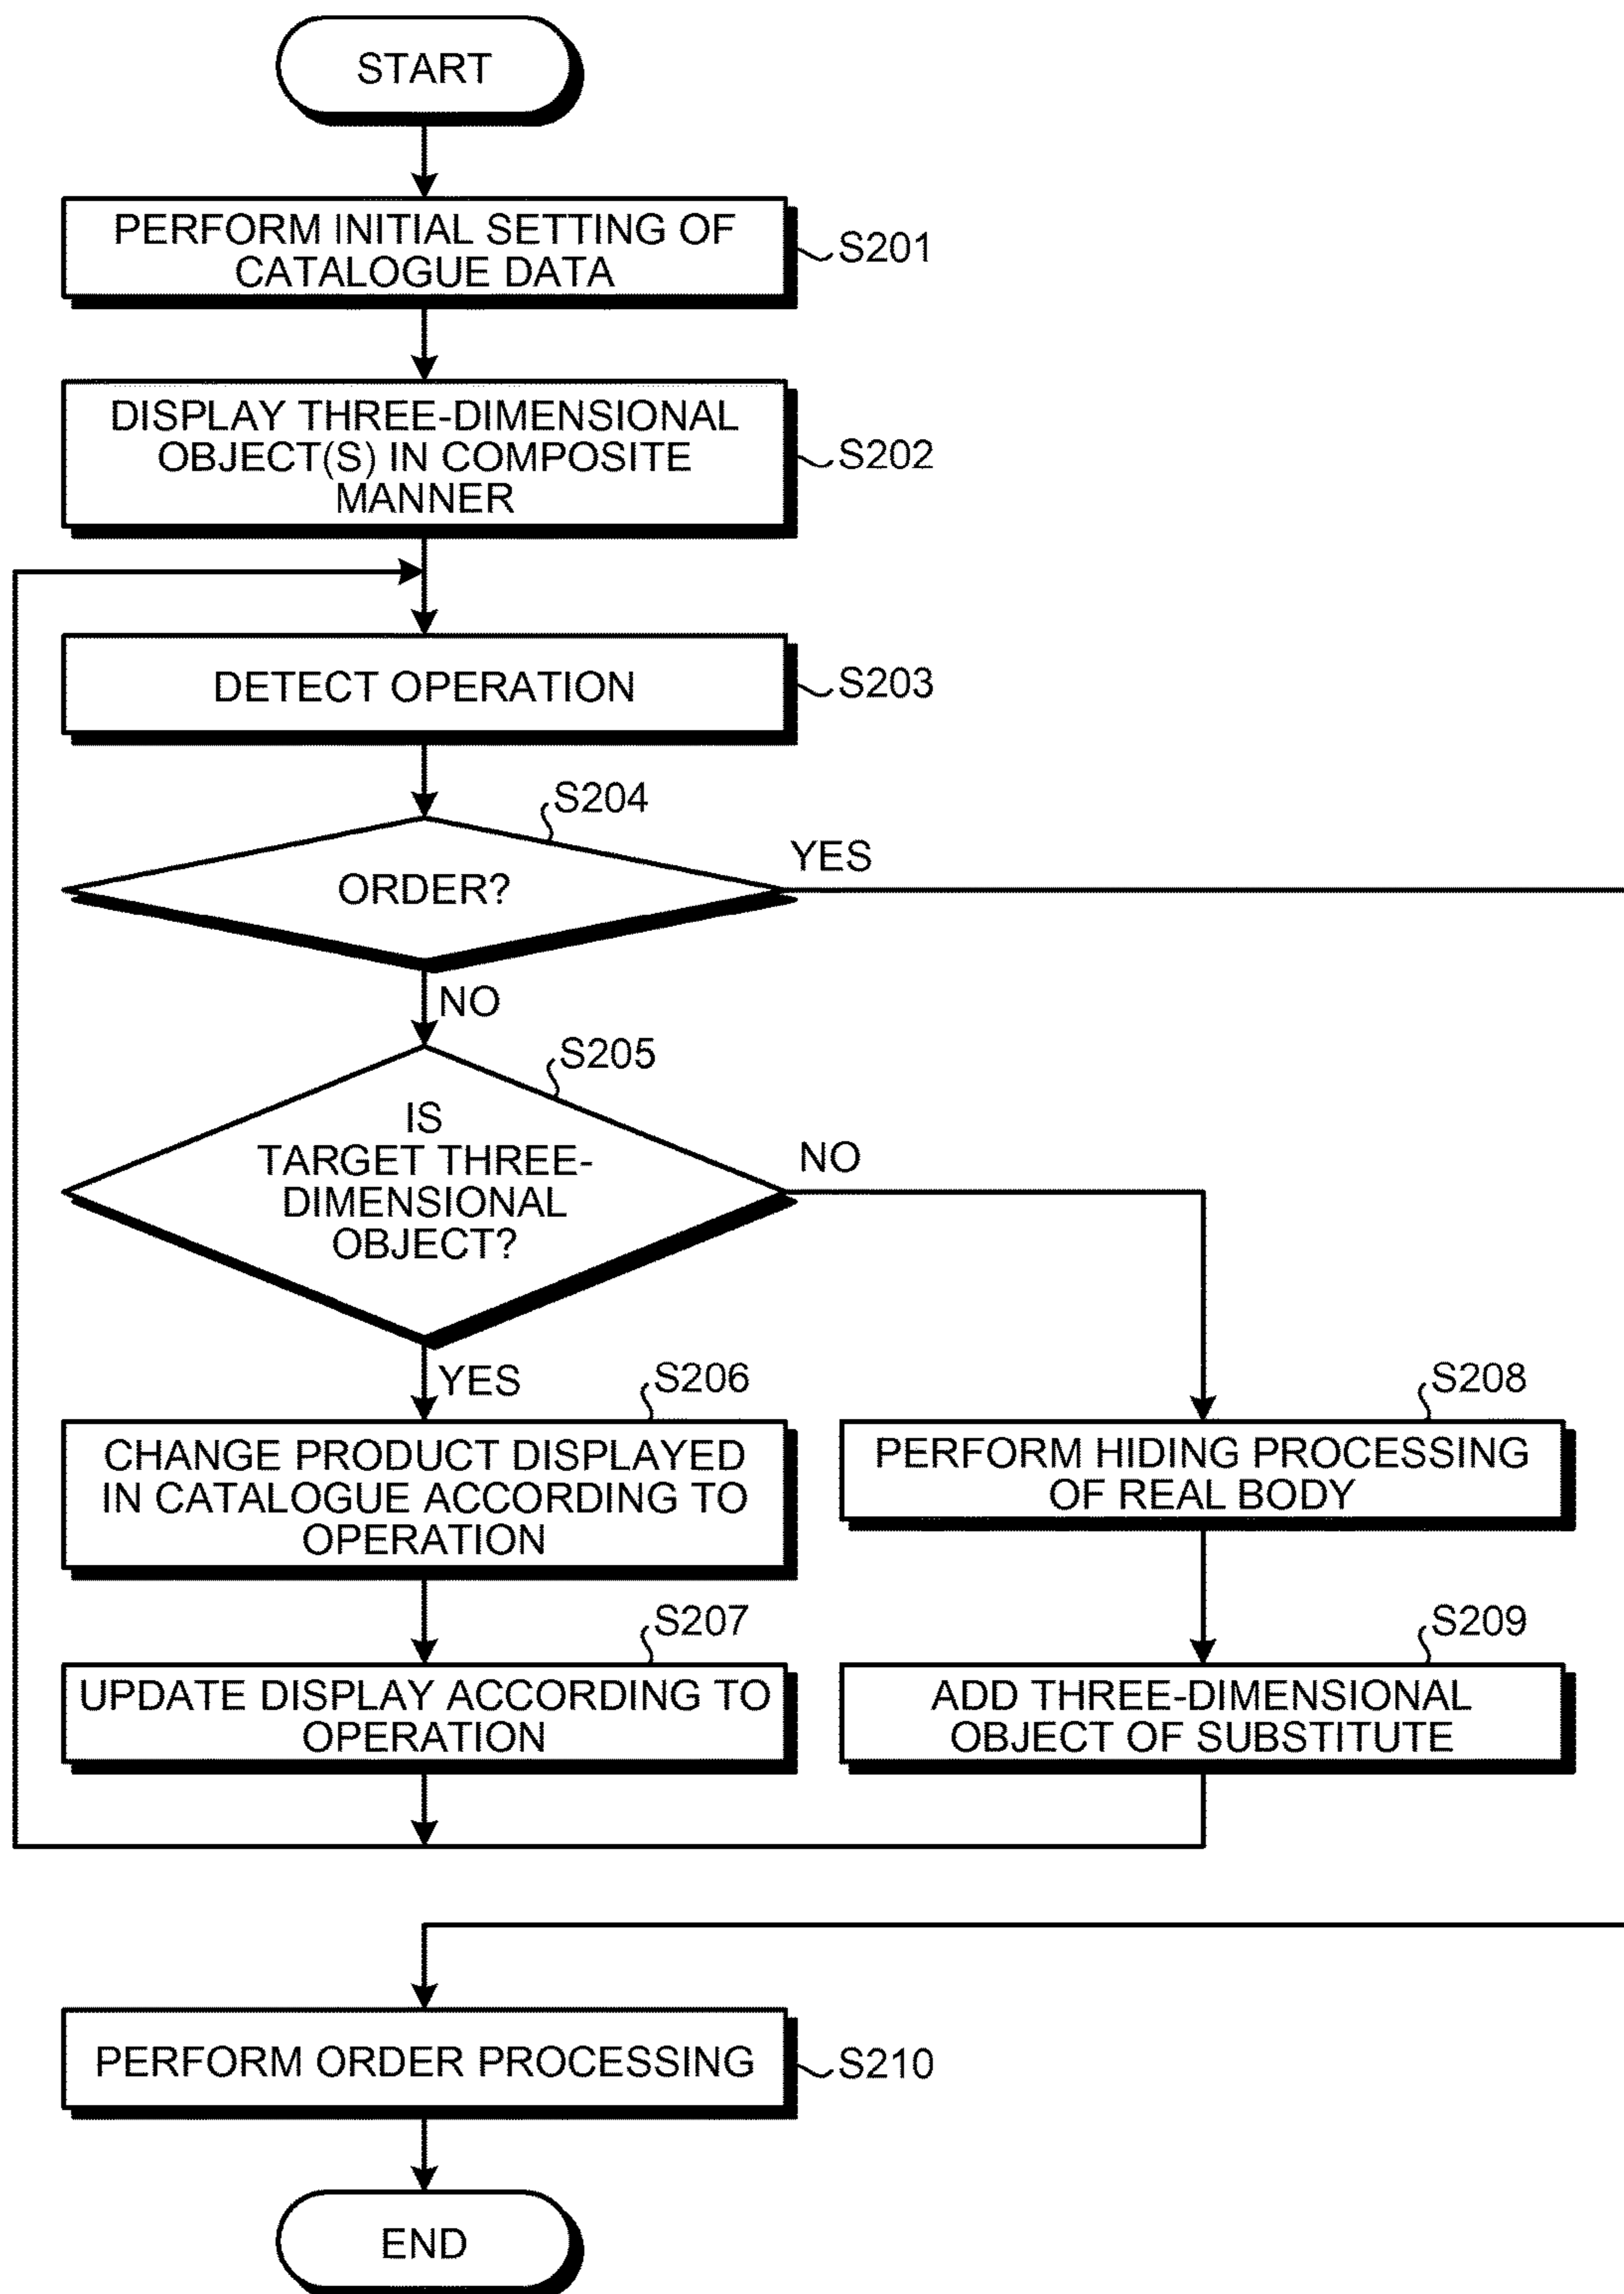 START
PERFORM INITIAL SETTING OF
CATALOGUE DATA
S201
DISPLAY THREE-DIMENSIONAL
OBJECT(S) IN COMPOSITE
MANNER
S202
DETECT OPERATION
S203
S204
ORDER?
YES
NO
S205
IS
TARGET THREE-
DIMENSIONAL
OBJECT?
NO
YES
S206
CHANGE PRODUCT DISPLAYED
IN CATALOGUE ACCORDING TO
OPERATION
S208
PERFORM HIDING PROCESSING
OF REAL BODY
S207
UPDATE DISPLAY ACCORDING TO
OPERATION
S209
ADD THREE-DIMENSIONAL
OBJECT OF SUBSTITUTE
PERFORM ORDER PROCESSING
S210
END